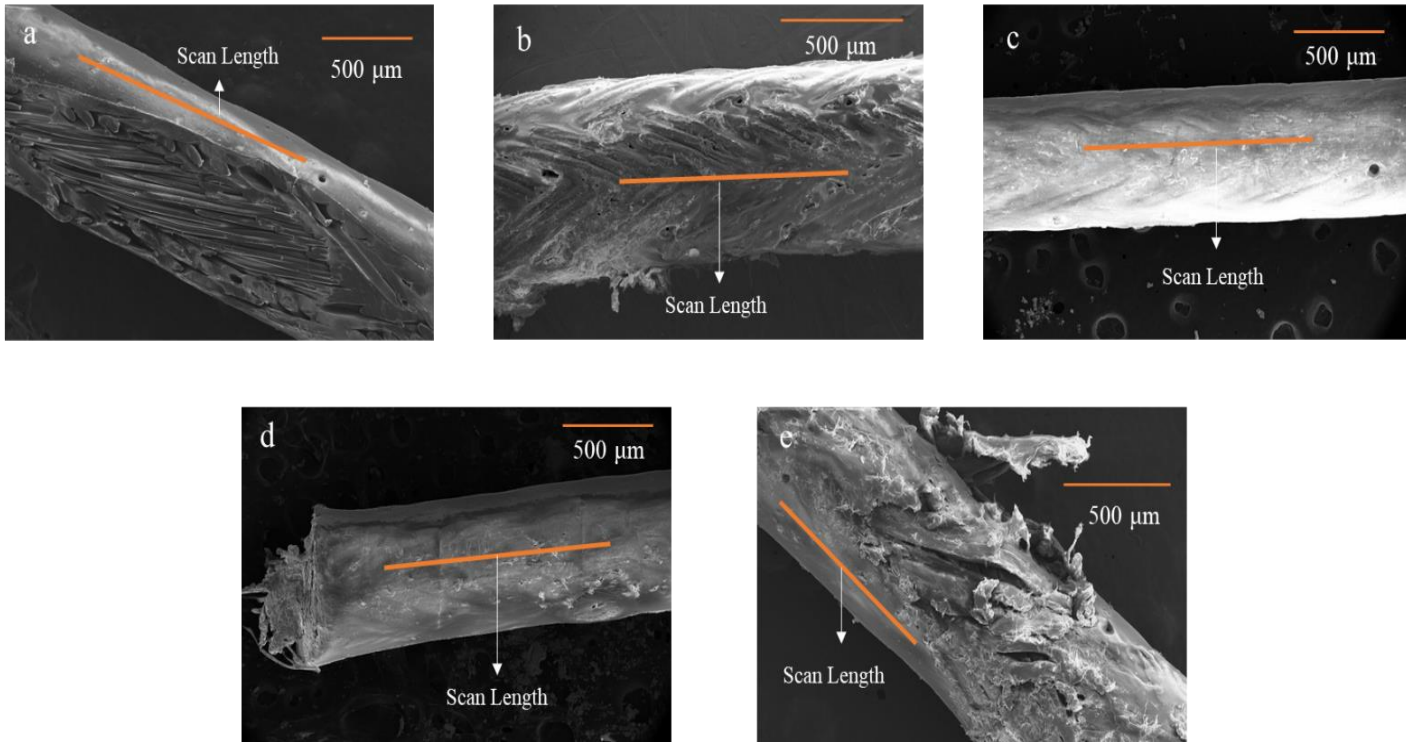 a
Scan Length
500 μm
b
500 μm
Scan Length
c
500 μm
Scan Length
d
500 μm
Scan Length
e
500 μm
Scan Length